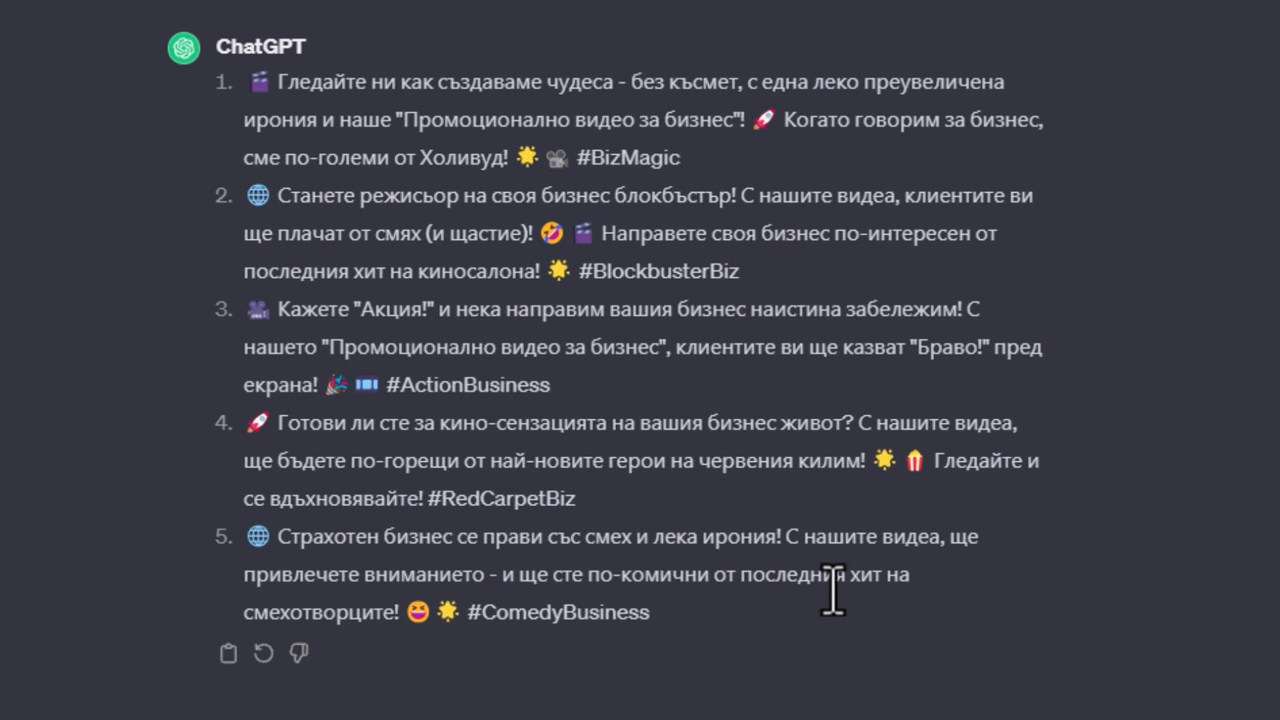 ChatGPT
1. 🎬 Гледайте ни как създаваме чудеса - без късмет, с една леко преувеличена
ирония и наше "Промоционално видео за бизнес"! 🚀 Когато говорим за бизнес,
сме по-големи от Холивуд! 🌟 📽️ #BizMagic
2. 🌐 Станете режисьор на своя бизнес блокбъстър! С нашите видеа, клиентите ви
ще плачат от смях (и щастие)! 🤣 🎬 Направете своя бизнес по-интересен от
последния хит на киносалона! 🌟 #BlockbusterBiz
3. 🎥 Кажете "Акция!" и нека направим вашия бизнес наистина забележим! С
нашето "Промоционално видео за бизнес", клиентите ви ще казват "Браво!" пред
екрана! 🎉 🎟️ #ActionBusiness
4. 🚀 Готови ли сте за кино-сензацията на вашия бизнес живот? С нашите видеа,
ще бъдете по-горещи от най-новите герои на червения килим! 🌟 🍿 Гледайте и
се вдъхновявайте! #RedCarpetBiz
5. 🌐 Страхотен бизнес се прави със смех и лека ирония! С нашите видеа, ще
привлечете вниманието - и ще сте по-комични от последния хит на
смехотворците! 😆 🌟 #ComedyBusiness